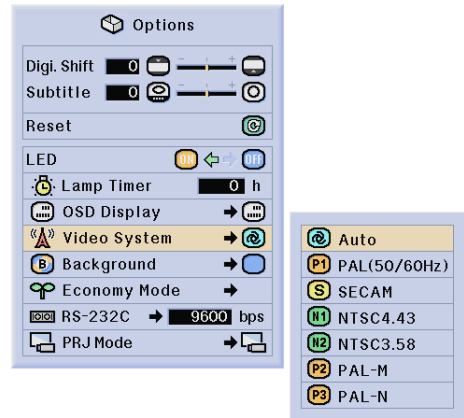 Options
Digi. Shift 0
Subtitle 0
Reset
LED ON OFF
Lamp Timer 0 h
OSD Display
Video System
B Background
Economy Mode
RS-232C 9600 bps
PRJ Mode
Auto
P1 PAL(50/60Hz)
S SECAM
N1 NTSC4.43
N2 NTSC3.58
P2 PAL-M
P3 PAL-N